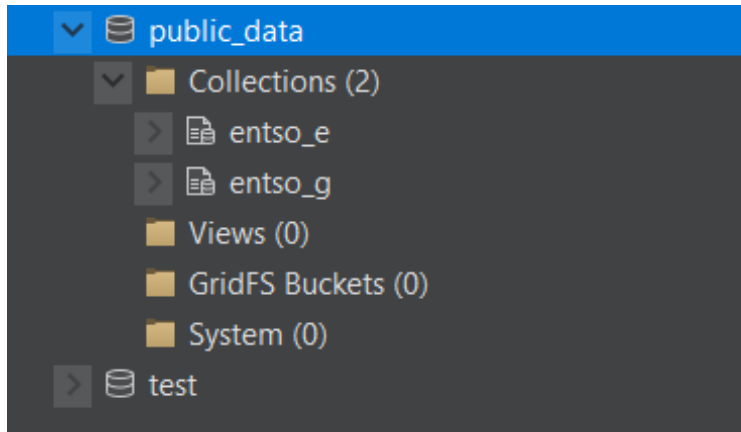 public_data
Collections (2)
entso_e
entso_g
Views (0)
GridFS Buckets (0)
System (0)
test